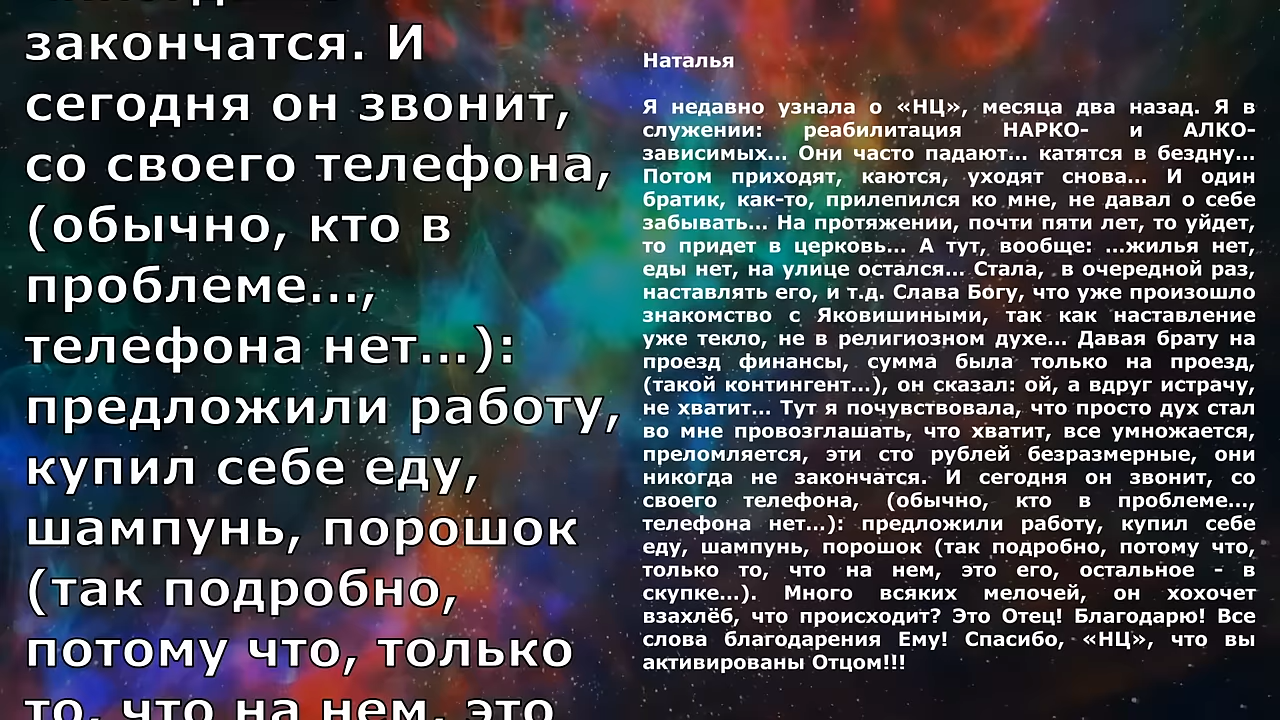 закончатся. И
сегодня он звонит,
со своего телефона,
(обычно, кто в
проблеме...,
телефона нет...):
предложили работу,
купил себе еду,
шампунь, порошок
(так подробно,
потому что, только
то, что на нем, это
Наталья
Я недавно узнала о «НЦ», месяца два назад. Я в
служении: реабилитация НАРКО- и АЛКО-
зависимых... Они часто падают... катятся в бездну...
Потом приходят, каются, уходят снова... И один
братик, как-то, прилепился ко мне, не давал о себе
забывать... На протяжении, почти пяти лет, то уйдет,
то придет в церковь... А тут, вообще: ...жилья нет,
еды нет, на улице остался... Стала, в очередной раз,
наставлять его, и т.д. Слава Богу, что уже произошло
знакомство с Яковишиными, так как наставление
уже текло, не в религиозном духе... Давая брату на
проезд финансы, сумма была только на проезд,
(такой контингент...), он сказал: ой, а вдруг истрачу,
не хватит... Тут я почувствовала, что просто дух стал
во мне провозглашать, что хватит, все умножается,
преломляется, эти сто рублей безразмерные, они
никогда не закончатся. И сегодня он звонит, со
своего телефона, (обычно, кто в проблеме...,
телефона нет...): предложили работу, купил себе
еду, шампунь, порошок (так подробно, потому что,
только то, что на нем, это его, остальное - в
скупке...). Много всяких мелочей, он хохочет
взахлёб, что происходит? Это Отец! Благодарю! Все
слова благодарения Ему! Спасибо, «НЦ», что вы
активированы Отцом!!!